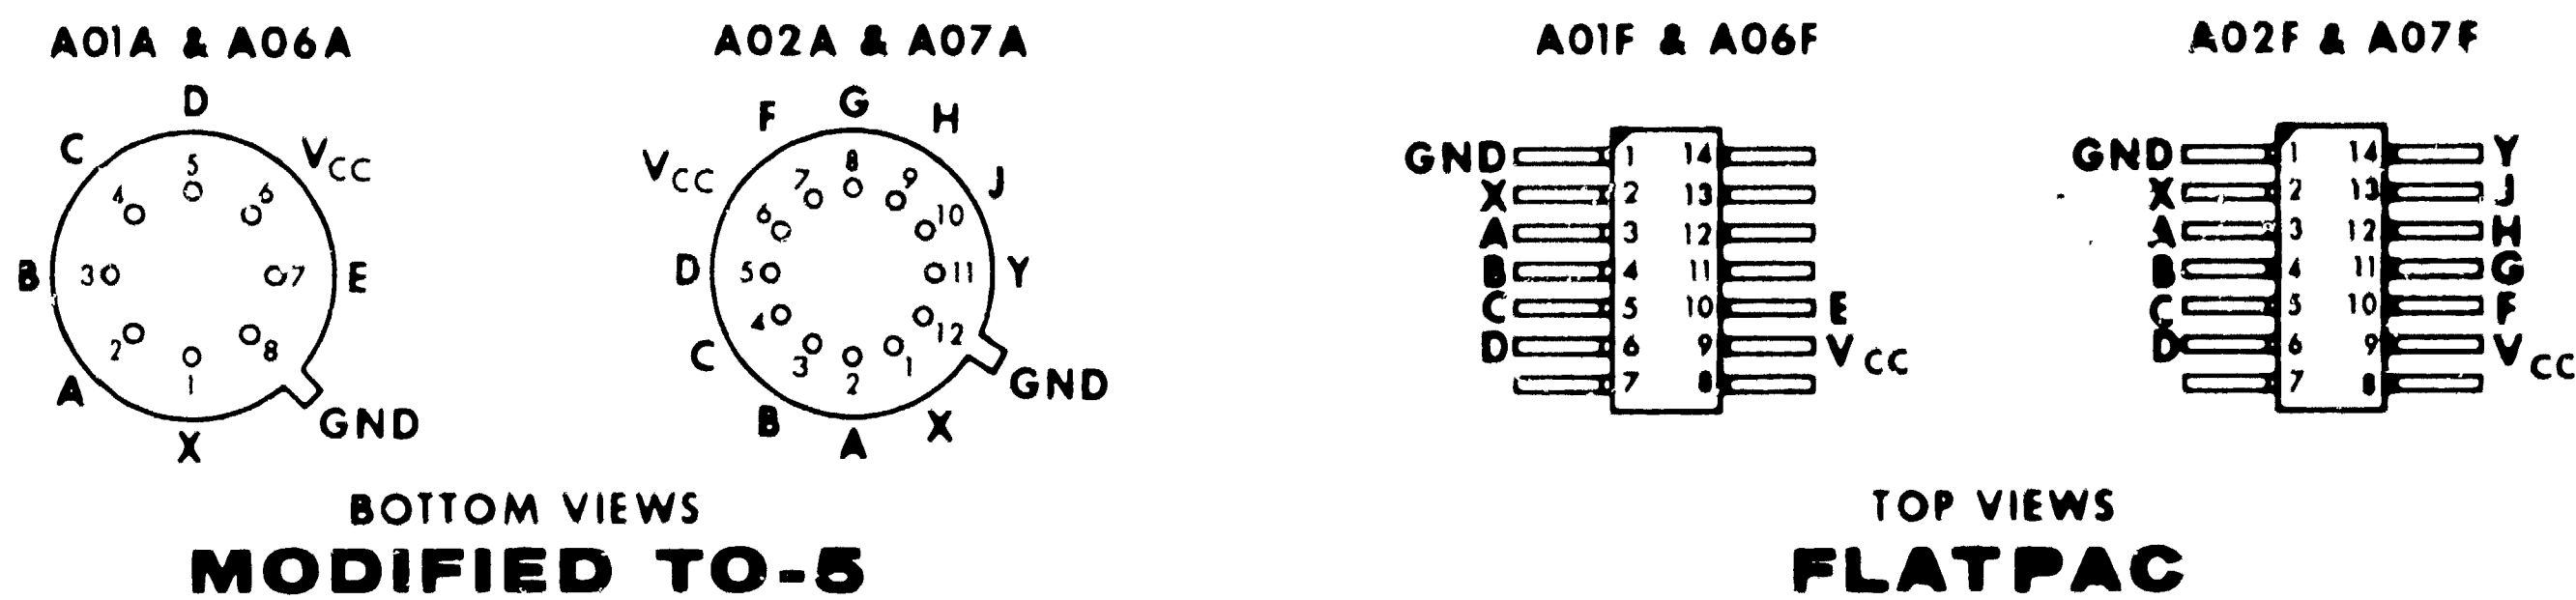 A01A & A06A
D
C
VCC
5
4
6
B
3
7
E
2
8
1
A
X
GND
A02A & A07A
G
F
H
VCC
J
8
7
9
6
10
D
5
11
Y
4
12
3
1
2
C
B
X
A
GND
BOTTOM VIEWS
MODIFIED TO-5
A01F & A06F
GND 1 14
X 2 13
A 3 12
B 4 11
C 5 10 E
D 6 9 VCC
7 8
A02F & A07F
GND 1 14 Y
X 2 13 J
A 3 12 H
B 4 11 G
C 5 10 F
D 6 9 VCC
7 8
TOP VIEWS
FLATPAC